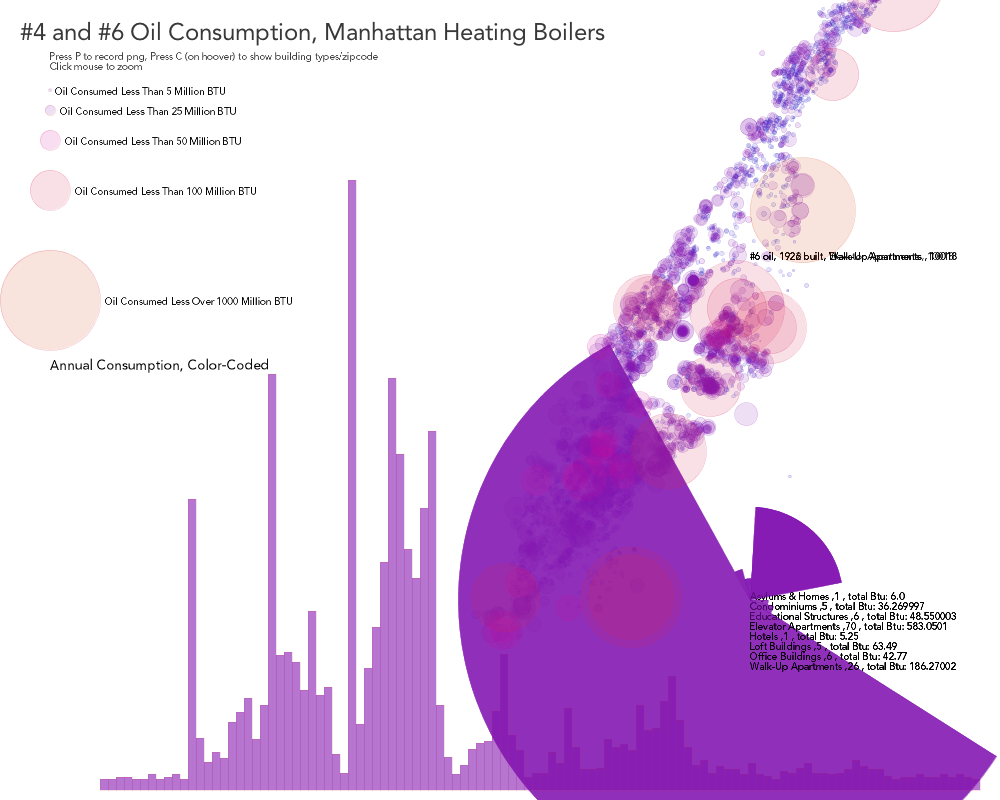 #4 and #6 Oil Consumption, Manhattan Heating Boilers
Press P to record png, Press C (on hoover) to show building types/zipcode
Click mouse to zoom
Oil Consumed Less Than 5 Million BTU
Oil Consumed Less Than 25 Million BTU
Oil Consumed Less Than 50 Million BTU
Oil Consumed Less Than 100 Million BTU
#6 oil, built, Apartments,
Oil Consumed Less Over 1000 Million BTU
Annual Consumption, Color-Coded
Asylums & Homes ,1 , total Btu: 6.0
Condominiums ,5 , total Btu: 36.269997
Educational Structures ,6 , total Btu: 48.550003
Elevator Apartments ,70 , total Btu: 583.0501
Hotels ,1 , total Btu: 5.25
Loft Buildings ,5 , total Btu: 63.49
Office Buildings ,6 , total Btu: 42.77
Walk-Up Apartments ,26 , total Btu: 186.27002